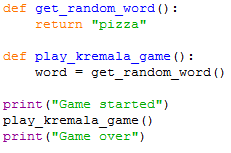 def get_random_word():
    return "pizza"

def play_kremala_game():
    word = get_random_word()

print("Game started")
play_kremala_game()
print("Game over")